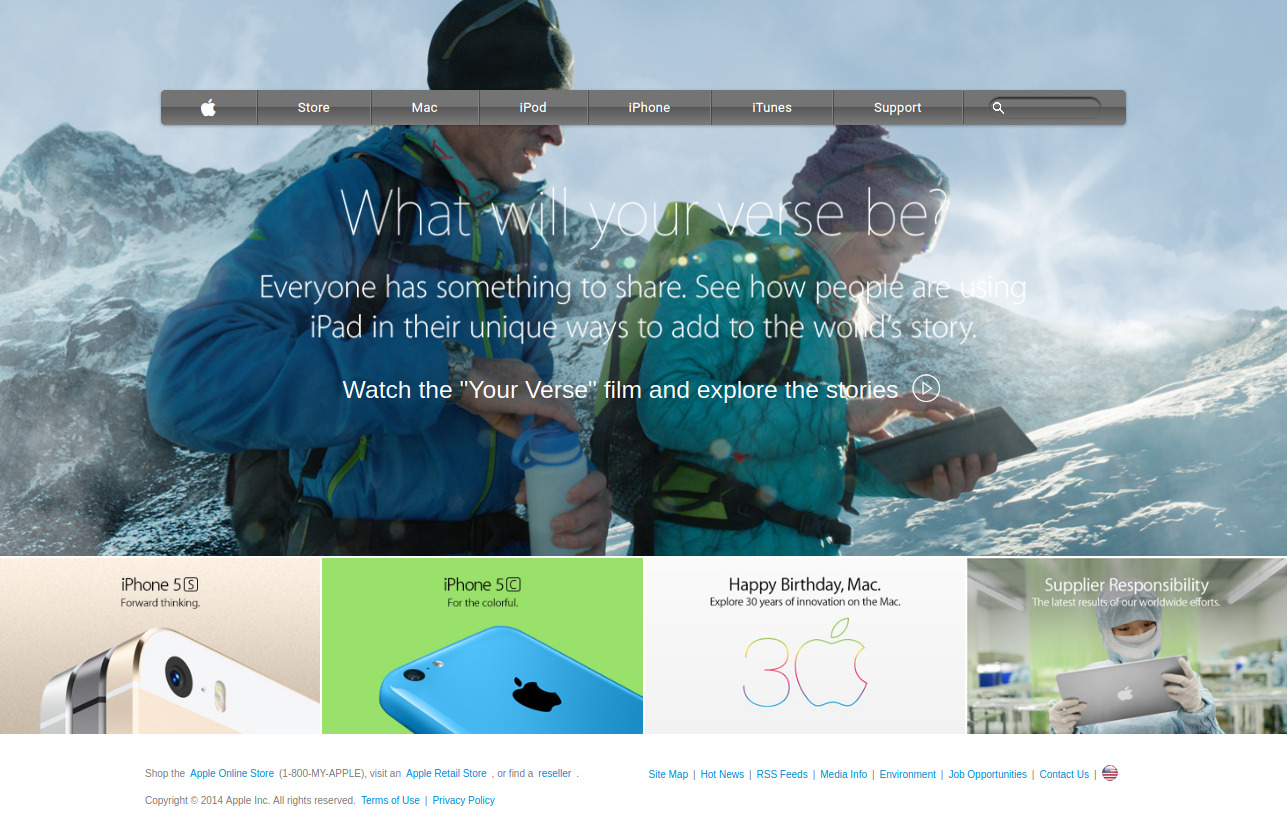 Store Mac iPod iPhone iTunes Support
What will your verse be?
Everyone has something to share. See how people are using
iPad in their unique ways to add to the world's story.
Watch the "Your Verse" film and explore the stories
iPhone 5S
Forward thinking.
iPhone 5C
For the colorful.
Happy Birthday, Mac.
Explore 30 years of innovation on the Mac.
30
Supplier Responsibility
The latest results of our worldwide efforts.
Shop the Apple Online Store (1-800-MY-APPLE), visit an Apple Retail Store , or find a reseller .
Site Map | Hot News | RSS Feeds | Media Info | Environment | Job Opportunities | Contact Us |
Copyright © 2014 Apple Inc. All rights reserved. Terms of Use | Privacy Policy